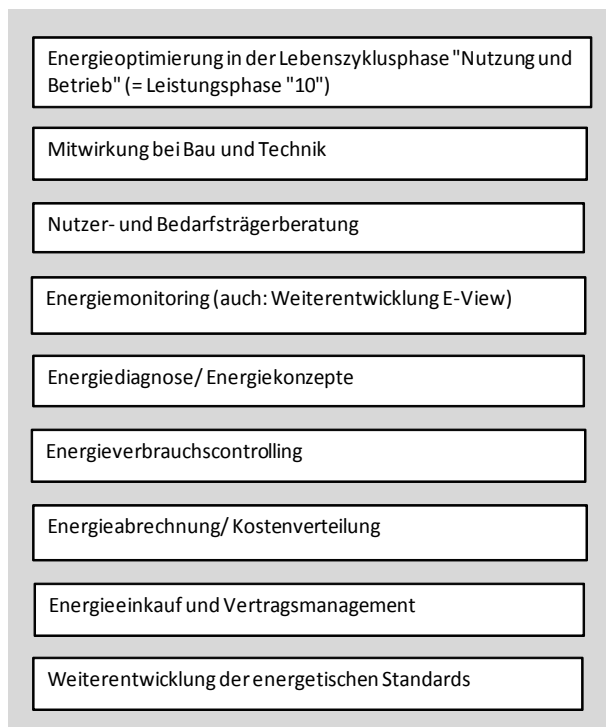 Energieoptimierung in der Lebenszyklusphase "Nutzung und
Betrieb" (= Leistungsphase "10")
Mitwirkung bei Bau und Technik
Nutzer- und Bedarfsträgerberatung
Energiemonitoring (auch: Weiterentwicklung E-View)
Energiediagnose/ Energiekonzepte
Energieverbrauchscontrolling
Energieabrechnung/ Kostenverteilung
Energieeinkauf und Vertragsmanagement
Weiterentwicklung der energetischen Standards